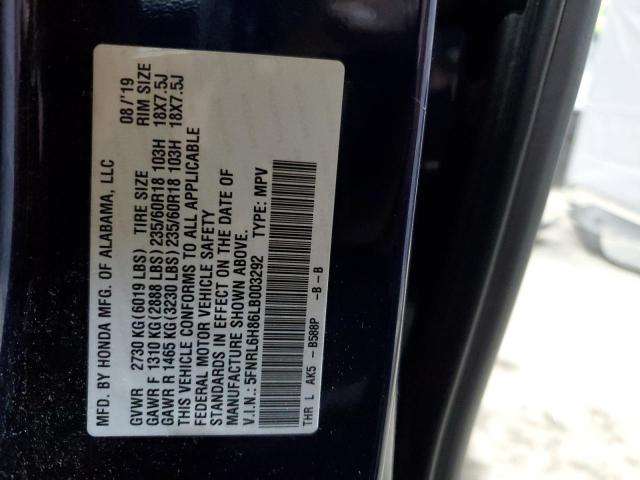 MFD. BY HONDA MFG. OF ALABAMA, LLC 08/'19
GVWR 2730 KG(6019 LBS) TIRE SIZE RIM SIZE
GAWR F 1310 KG(2888 LBS)235/60R18 103H 18X7.5J
GAWR R 1465 KG(3230 LBS)235/60R18 103H 18X7.5J
THIS VEHICLE CONFORMS TO ALL APPLICABLE
FEDERAL MOTOR VEHICLE SAFETY
STANDARDS IN EFFECT ON THE DATE OF
MANUFACTURE SHOWN ABOVE.
V.I.N.:5FNRL6H86LB003292 TYPE: MPV
THR L AK5 - B588P -B -B